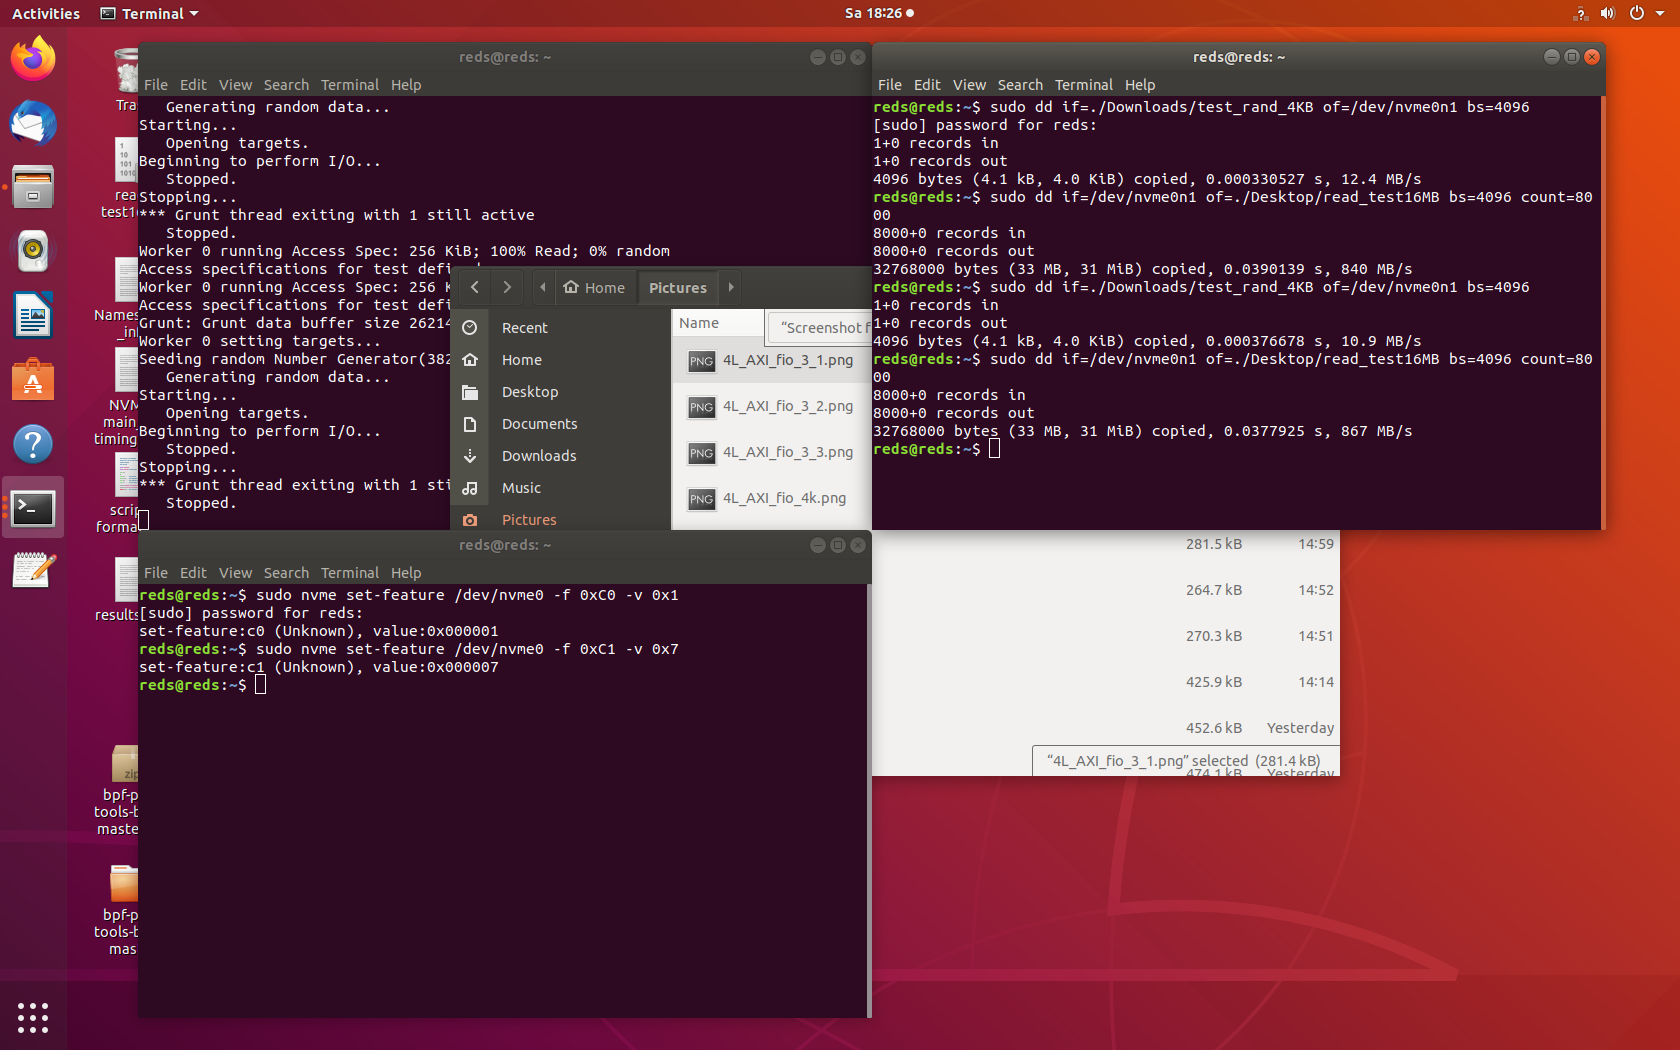 Activities
Terminal
Sa 18:26
reds@reds: ~
File Edit View Search Terminal Help
Generating random data...
Starting...
Opening targets.
Beginning to perform I/O...
Stopped.
Stopping...
*** Grunt thread exiting with 1 still active
Stopped.
Worker 0 running Access Spec: 256 KiB; 100% Read; 0% random
Access specifications for test defi
Worker 0 running Access Spec: 256 K
Access specifications for test defi
Grunt: Grunt data buffer size 26214
Worker 0 setting targets...
Seeding random Number Generator(382
Generating random data...
Starting...
Opening targets.
Beginning to perform I/O...
Stopped.
Stopping...
*** Grunt thread exiting with 1 sti
Stopped.
reds@reds: ~
File Edit View Search Terminal Help
reds@reds:~$ sudo dd if=./Downloads/test_rand_4KB of=/dev/nvme0n1 bs=4096
[sudo] password for reds:
1+0 records in
1+0 records out
4096 bytes (4.1 kB, 4.0 KiB) copied, 0.000330527 s, 12.4 MB/s
reds@reds:~$ sudo dd if=/dev/nvme0n1 of=./Desktop/read_test16MB bs=4096 count=80
00
8000+0 records in
8000+0 records out
32768000 bytes (33 MB, 31 MiB) copied, 0.0390139 s, 840 MB/s
reds@reds:~$ sudo dd if=./Downloads/test_rand_4KB of=/dev/nvme0n1 bs=4096
1+0 records in
1+0 records out
4096 bytes (4.1 kB, 4.0 KiB) copied, 0.000376678 s, 10.9 MB/s
reds@reds:~$ sudo dd if=/dev/nvme0n1 of=./Desktop/read_test16MB bs=4096 count=80
00
8000+0 records in
8000+0 records out
32768000 bytes (33 MB, 31 MiB) copied, 0.0377925 s, 867 MB/s
reds@reds:~$
Home
Pictures
Recent
Home
Desktop
Documents
Downloads
Music
Pictures
Name
“Screenshot f
PNG 4L_AXI_fio_3_1.png
PNG 4L_AXI_fio_3_2.png
PNG 4L_AXI_fio_3_3.png
PNG 4L_AXI_fio_4k.png
281.5 kB 14:59
264.7 kB 14:52
270.3 kB 14:51
425.9 kB 14:14
452.6 kB Yesterday
“4L_AXI_fio_3_1.png” selected (281.4 kB)
474.1 kB Yesterday
reds@reds: ~
File Edit View Search Terminal Help
reds@reds:~$ sudo nvme set-feature /dev/nvme0 -f 0xC0 -v 0x1
[sudo] password for reds:
set-feature:c0 (Unknown), value:0x000001
reds@reds:~$ sudo nvme set-feature /dev/nvme0 -f 0xC1 -v 0x7
set-feature:c1 (Unknown), value:0x000007
reds@reds:~$
Tra
1
10
101
1010
rea
test1
Names
_in
NVM
main_
timing_
scrip
forma
results
zip
bpf-p
tools-b
maste
bpf-p
tools-b
mas